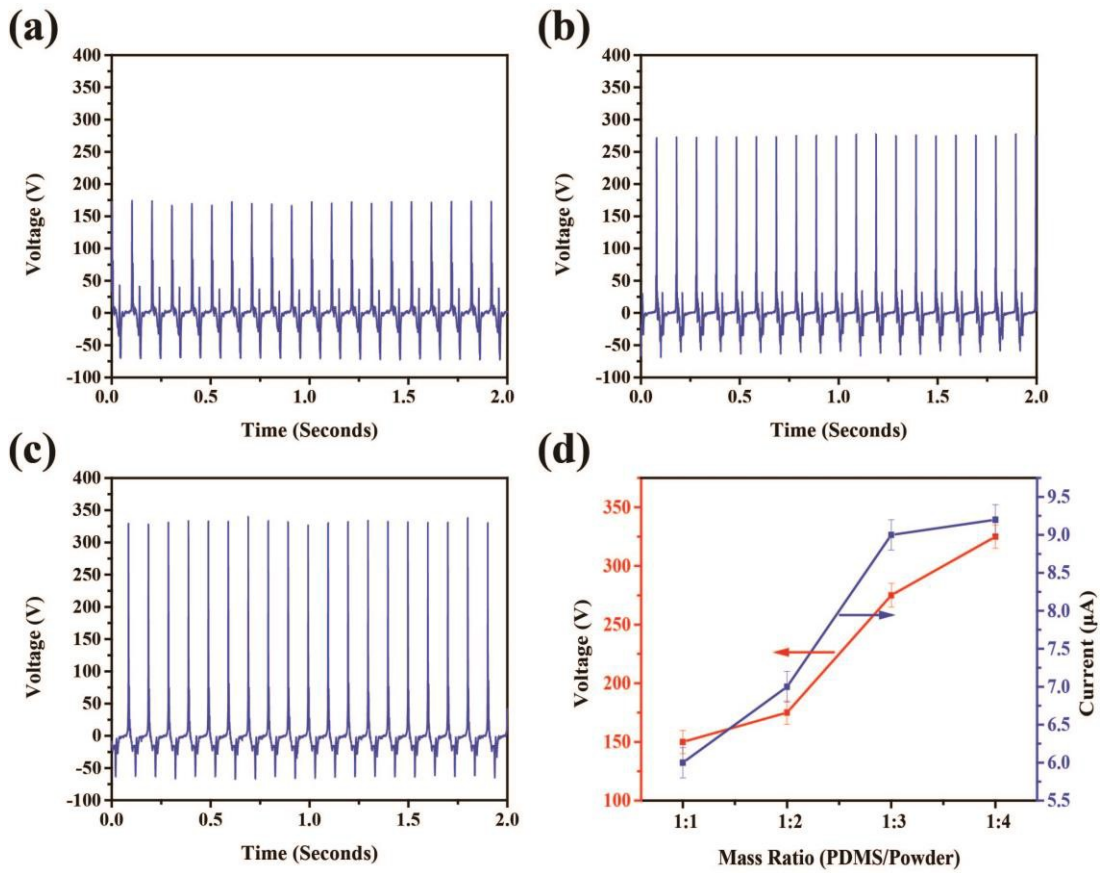 (a)
400
350
300
250
200
150
100
50
0
-50
-100
Voltage (V)
0.0 0.5 1.0 1.5 2.0
Time (Seconds)
(b)
400
350
300
250
200
150
100
50
0
-50
-100
Voltage (V)
0.0 0.5 1.0 1.5 2.0
Time (Seconds)
(c)
400
350
300
250
200
150
100
50
0
-50
-100
Voltage (V)
0.0 0.5 1.0 1.5 2.0
Time (Seconds)
(d)
350
300
250
200
150
100
Voltage (V)
9.5
9.0
8.5
8.0
7.5
7.0
6.5
6.0
5.5
Current (μA)
1:1 1:2 1:3 1:4
Mass Ratio (PDMS/Powder)